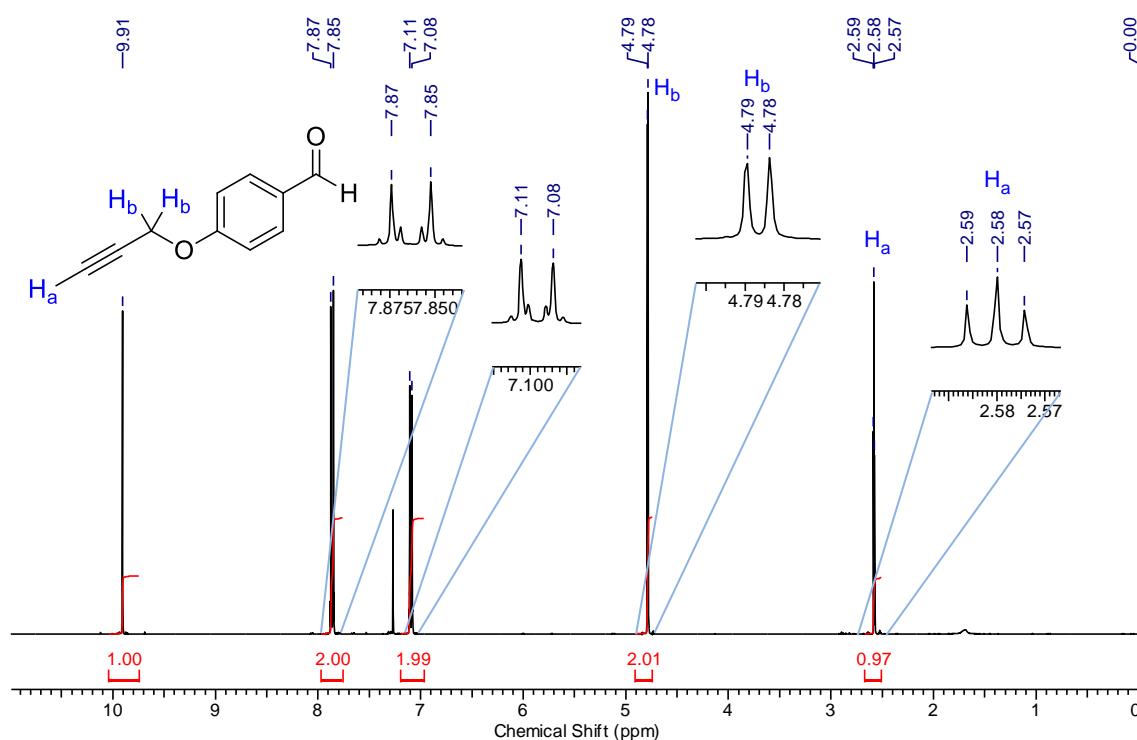 9.91
7.87
7.85
7.11
7.08
4.79
4.78
2.59
2.58
2.57
0.00
O
H
Hb Hb
O
Ha
7.87
7.85
7.875 7.850
7.11
7.08
7.100
Hb
Hb
4.79
4.78
4.79 4.78
Ha
Ha
2.59
2.58
2.57
2.58 2.57
1.00 2.00 1.99 2.01 0.97
10 9 8 7 6 5 4 3 2 1 0
Chemical Shift (ppm)